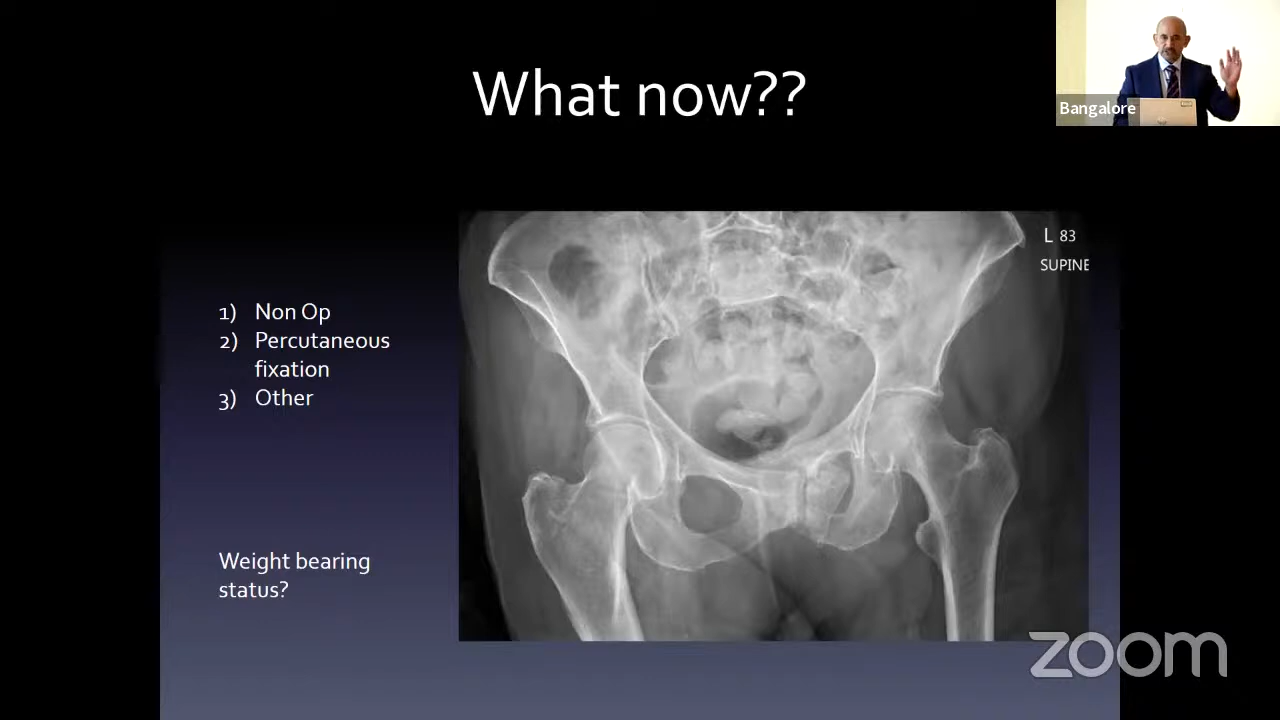 What now??
Bangalore
L 83
SUPINE
1) Non Op
2) Percutaneous
fixation
3) Other
Weight bearing
status?
zoom